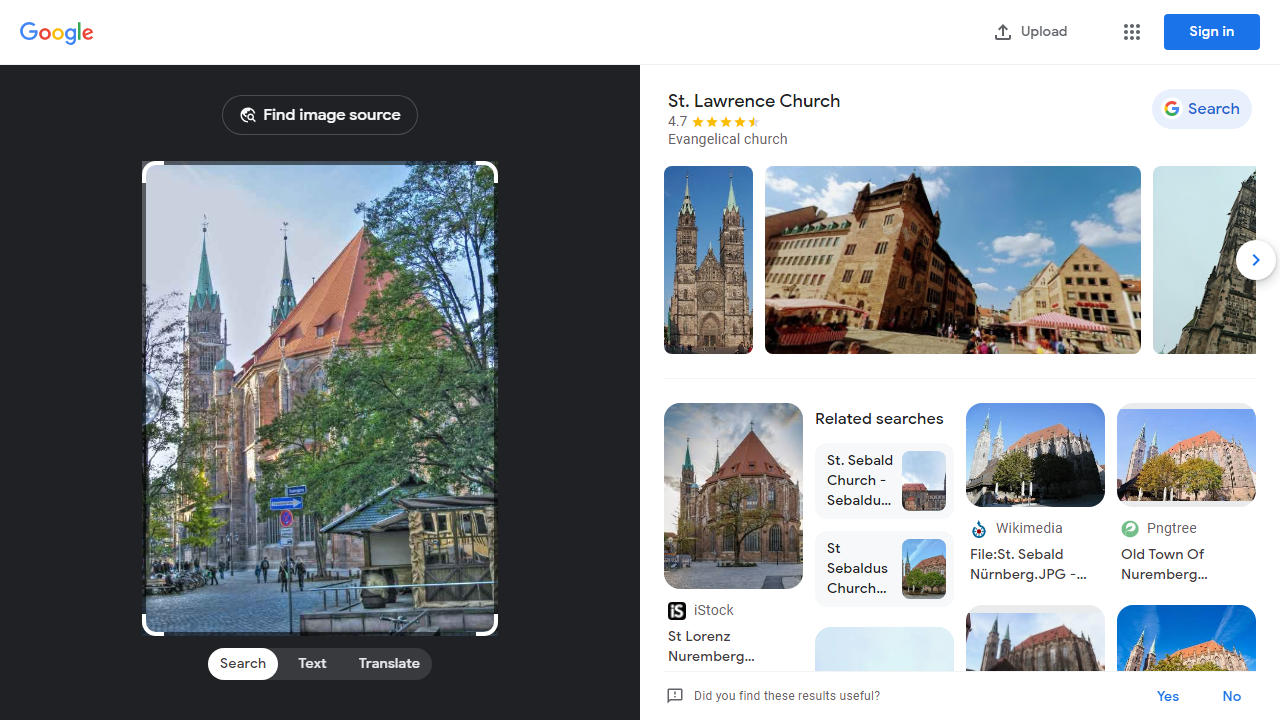 Google
Upload
Sign in
Find image source
Search
Text
Translate
St. Lawrence Church
4.7
Evangelical church
Search
iStock
St Lorenz
Nuremberg...
Related searches
St. Sebald
Church -
Sebaldu...
St
Sebaldus
Church...
Wikimedia
File:St. Sebald
Nürnberg.JPG -...
Pngtree
Old Town Of
Nuremberg...
Did you find these results useful?
Yes
No